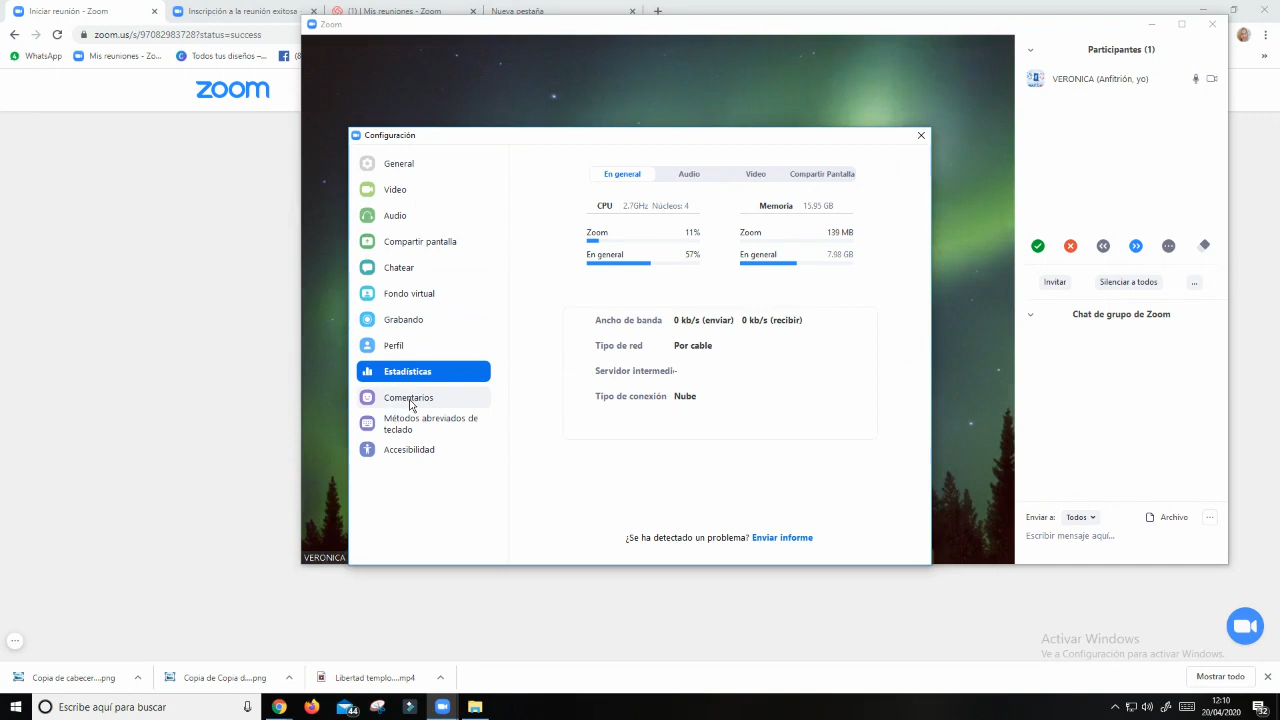 Iniciar reunión - Zoom
Inscripción a la reunión exitosa -
(1) | Mis reuniones - Zoom
Nueva pestaña
zoom.us/s/97082983728?status=success
WhatsApp
Mis reuniones - Zo...
Todos tus diseños –...
zoom
Zoom
VERONICA
Participantes (1)
VERONICA (Anfitrión, yo)
Invitar
Silenciar a todos
...
Chat de grupo de Zoom
Enviar a:
Todos
Archivo
Escribir mensaje aquí...
Configuración
General
Video
Audio
Compartir pantalla
Chatear
Fondo virtual
Grabando
Perfil
Estadísticas
Comentarios
Métodos abreviados de
teclado
Accesibilidad
En general
Audio
Video
Compartir Pantalla
CPU 2.7GHz Núcleos: 4
Zoom 11%
En general 57%
Memoria 15.95 GB
Zoom 139 MB
En general 7.98 GB
Ancho de banda 0 kb/s (enviar) 0 kb/s (recibir)
Tipo de red Por cable
Servidor intermedi-
Tipo de conexión Nube
¿Se ha detectado un problema? Enviar informe
Activar Windows
Ve a Configuración para activar Windows.
Copia de cabecer....png
Copia de Copia d....png
Libertad templo....mp4
Mostrar todo
Escribe aquí para buscar
44
12:10
20/04/2020